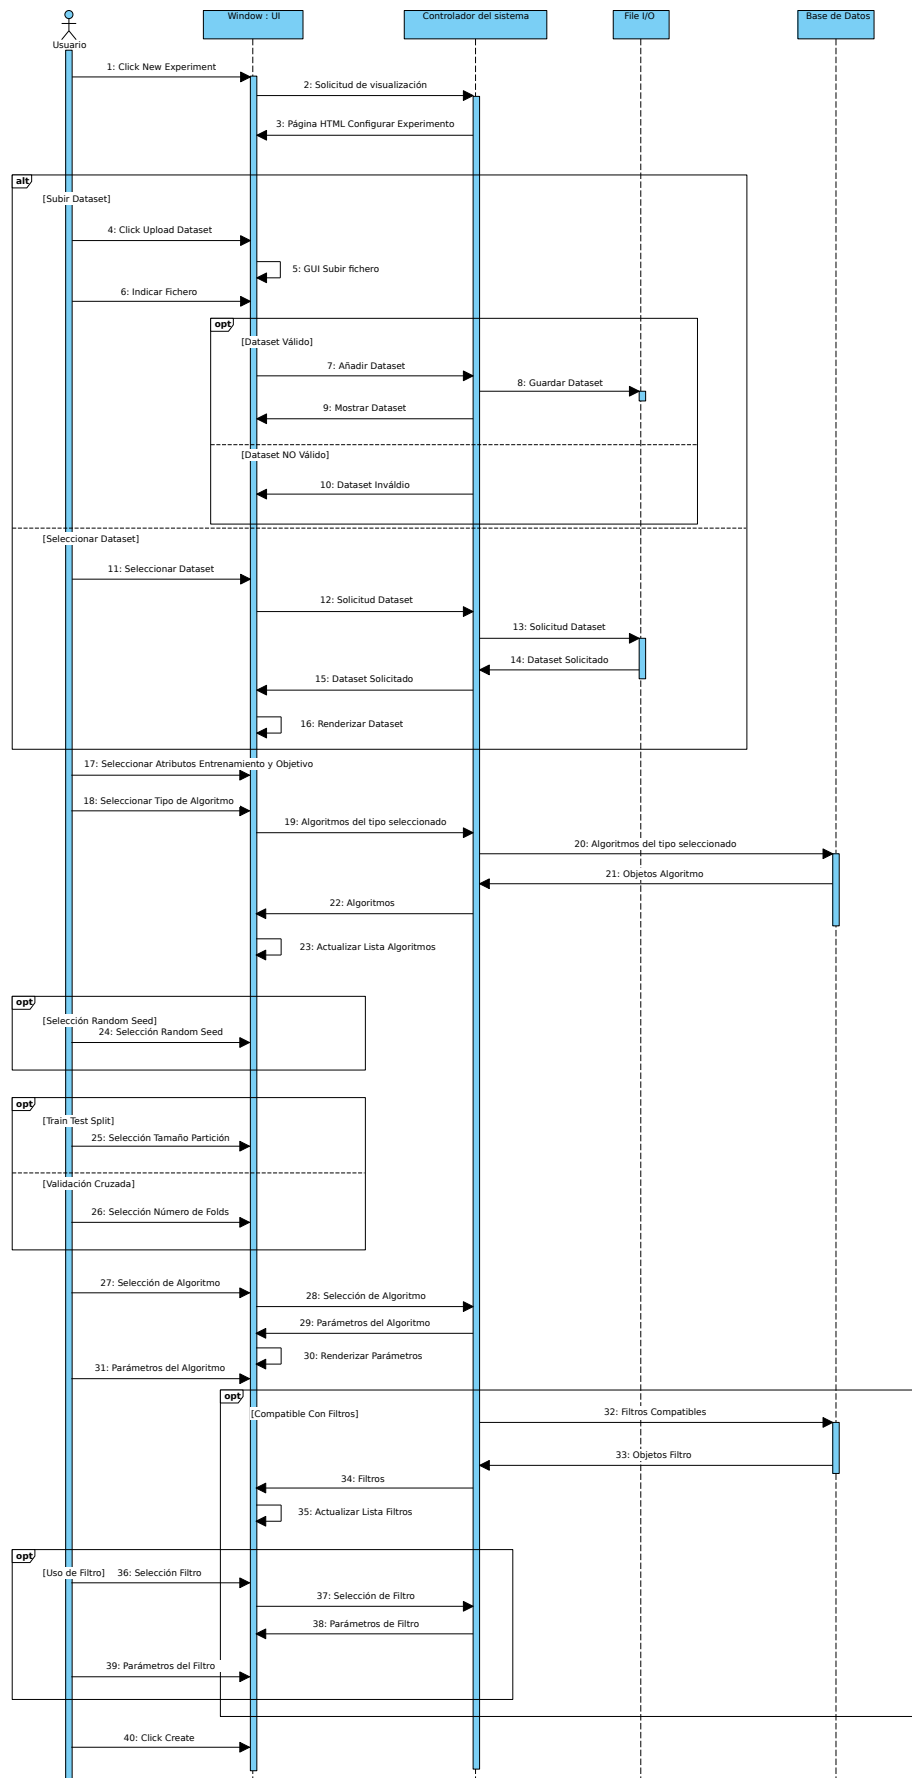 Usuario
Window : UI
Controlador del sistema
File I/O
Base de Datos
1: Click New Experiment
2: Solicitud de visualización
3: Página HTML Configurar Experimento
alt
[Subir Dataset]
4: Click Upload Dataset
5: GUI Subir fichero
6: Indicar Fichero
opt
[Dataset Válido]
7: Añadir Dataset
8: Guardar Dataset
9: Mostrar Dataset
[Dataset NO Válido]
10: Dataset Inváldio
[Seleccionar Dataset]
11: Seleccionar Dataset
12: Solicitud Dataset
13: Solicitud Dataset
14: Dataset Solicitado
15: Dataset Solicitado
16: Renderizar Dataset
17: Seleccionar Atributos Entrenamiento y Objetivo
18: Seleccionar Tipo de Algoritmo
19: Algoritmos del tipo seleccionado
20: Algoritmos del tipo seleccionado
21: Objetos Algoritmo
22: Algoritmos
23: Actualizar Lista Algoritmos
opt
[Selección Random Seed]
24: Selección Random Seed
opt
[Train Test Split]
25: Selección Tamaño Partición
[Validación Cruzada]
26: Selección Número de Folds
27: Selección de Algoritmo
28: Selección de Algoritmo
29: Parámetros del Algoritmo
30: Renderizar Parámetros
31: Parámetros del Algoritmo
opt
[Compatible Con Filtros]
32: Filtros Compatibles
33: Objetos Filtro
34: Filtros
35: Actualizar Lista Filtros
opt
[Uso de Filtro]
36: Selección Filtro
37: Selección de Filtro
38: Parámetros de Filtro
39: Parámetros del Filtro
40: Click Create